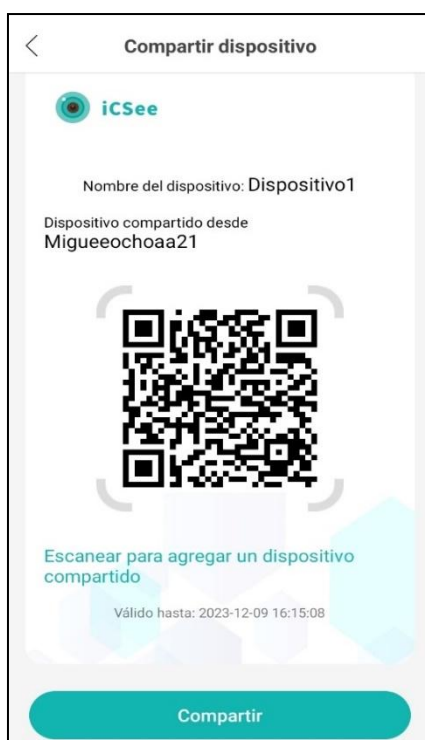 Compartir dispositivo
iCSee
Nombre del dispositivo: Dispositivo1
Dispositivo compartido desde
Migueeochoaa21
Escanear para agregar un dispositivo
compartido
Válido hasta: 2023-12-09 16:15:08
Compartir